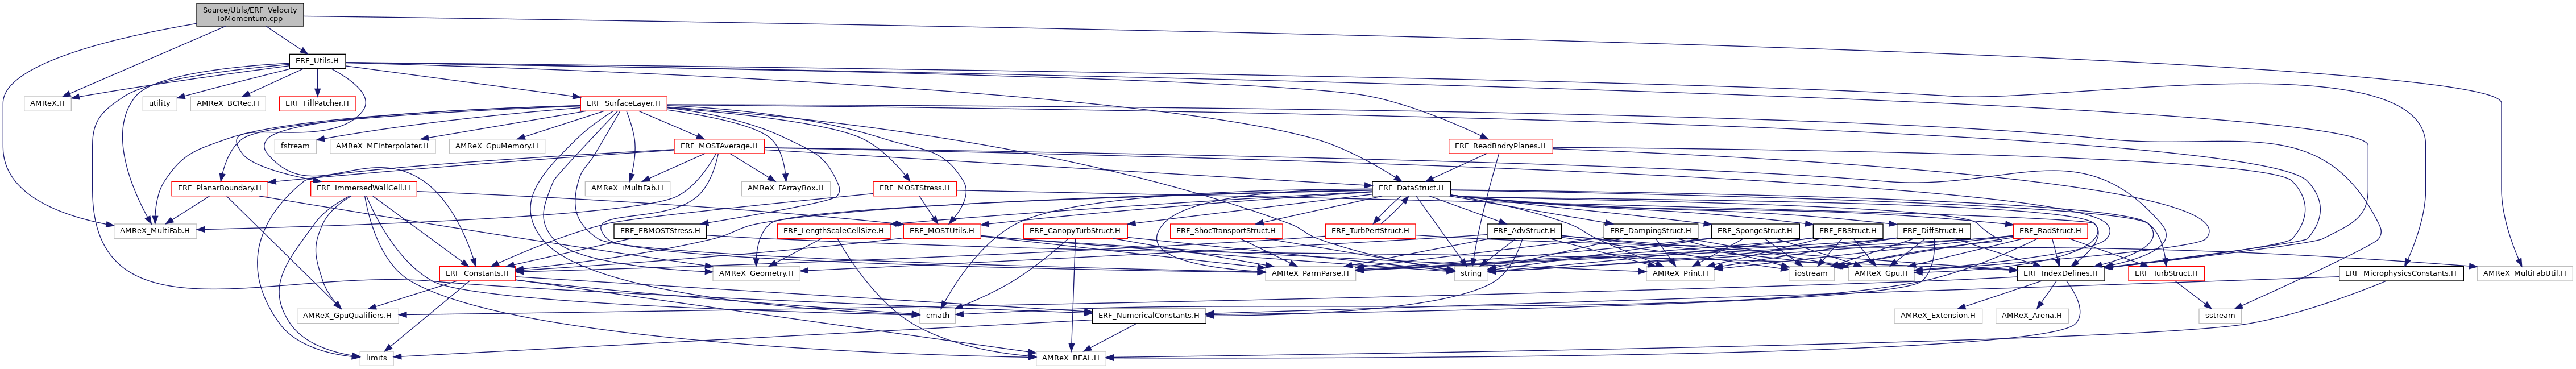 Source/Utils/ERF_Velocity
ToMomentum.cpp
ERF_Utils.H
AMReX.H
utility
AMReX_BCRec.H
ERF_FillPatcher.H
ERF_SurfaceLayer.H
fstream
AMReX_MFInterpolater.H
AMReX_GpuMemory.H
ERF_MOSTAverage.H
ERF_ReadBndryPlanes.H
ERF_PlanarBoundary.H
ERF_ImmersedWallCell.H
AMReX_iMultiFab.H
AMReX_FArrayBox.H
ERF_MOSTStress.H
ERF_DataStruct.H
AMReX_MultiFab.H
ERF_EBMOSTStress.H
ERF_LengthScaleCellSize.H
ERF_MOSTUtils.H
ERF_CanopyTurbStruct.H
ERF_ShocTransportStruct.H
ERF_TurbPertStruct.H
ERF_AdvStruct.H
ERF_DampingStruct.H
ERF_SpongeStruct.H
ERF_EBStruct.H
ERF_DiffStruct.H
ERF_RadStruct.H
ERF_Constants.H
AMReX_Geometry.H
AMReX_ParmParse.H
string
AMReX_Print.H
iostream
AMReX_Gpu.H
ERF_IndexDefines.H
ERF_TurbStruct.H
ERF_MicrophysicsConstants.H
AMReX_MultiFabUtil.H
AMReX_GpuQualifiers.H
cmath
ERF_NumericalConstants.H
AMReX_Extension.H
AMReX_Arena.H
sstream
limits
AMReX_REAL.H